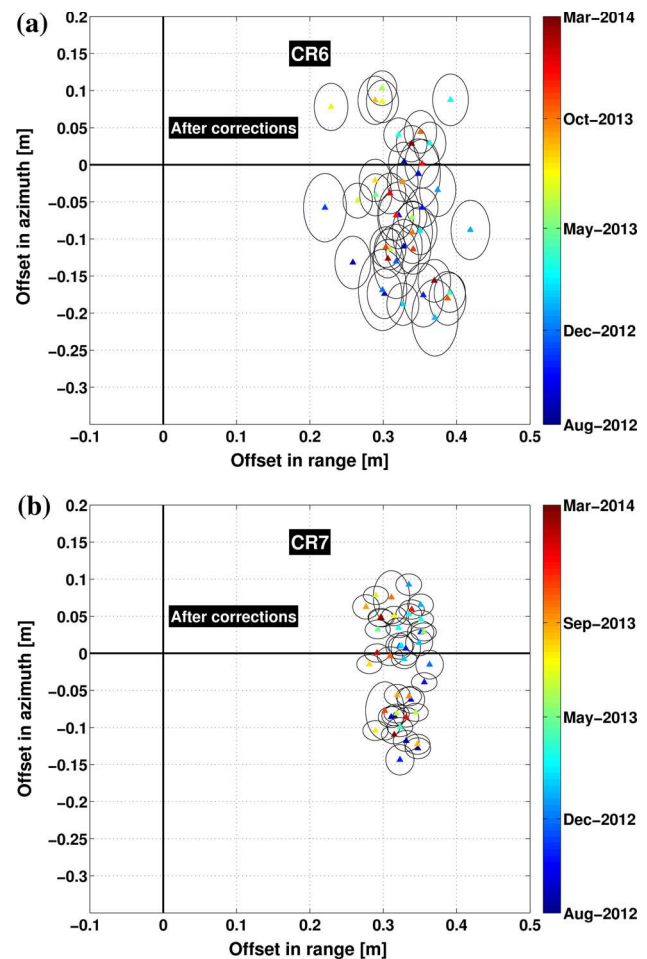 (a)
CR6
After corrections
Offset in azimuth [m]
0.2
0.15
0.1
0.05
0
−0.05
−0.1
−0.15
−0.2
−0.25
−0.3
−0.1 0 0.1 0.2 0.3 0.4 0.5
Offset in range [m]
Mar−2014
Oct−2013
May−2013
Dec−2012
Aug−2012
(b)
CR7
After corrections
Offset in azimuth [m]
0.2
0.15
0.1
0.05
0
−0.05
−0.1
−0.15
−0.2
−0.25
−0.3
−0.1 0 0.1 0.2 0.3 0.4 0.5
Offset in range [m]
Mar−2014
Sep−2013
May−2013
Dec−2012
Aug−2012